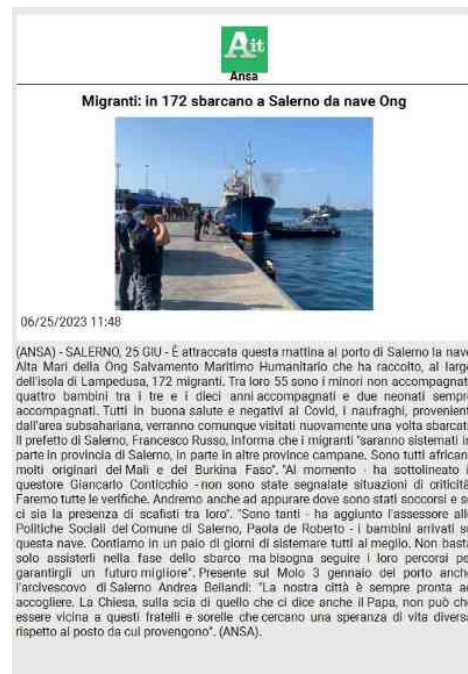 Ait
Ansa
Migranti: in 172 sbarcano a Salerno da nave Ong
06/25/2023 11:48
(ANSA) - SALERNO, 25 GIU - È attraccata questa mattina al porto di Salerno la nave
Aita Mari della Ong Salvamento Maritimo Humanitario che ha raccolto, al largo
dell'isola di Lampedusa, 172 migranti. Tra loro 55 sono i minori non accompagnat
quattro bambini tra i tre e i dieci anni accompagnati e due neonati sempre
accompagnati. Tutti in buona salute e negativi al Covid, i naufraghi, provenient
dall'area subsahariana, verranno comunque visitati nuovamente una volta sbarcati
Il prefetto di Salerno, Francesco Russo, informa che i migranti "saranno sistemati in
parte in provincia di Salerno, parte in altre province campane. Sono tutti african
molti originari del Mali e del Burkina Faso". "Al momento - ha sottolineato i
questore Giancarlo Conticchio - non sono state segnalate situazioni di criticità
Faremo tutte le verifiche. Andremo anche ad appurare dove sono stati soccorsi e s
ci sia la presenza di scafisti tra loro". "Sono tanti - ha aggiunto l'assessore alle
Politiche Sociali del Comune di Salerno, Paola de Roberto - i bambini arrivati su
questa nave. Contiamo in un paio di giorni di sistemare tutti al meglio. Non basta
solo assisterli nella fase dello sbarco ma bisogna seguire i loro percorsi pe
garantirgli un futuro migliore". Presente sul Molo 3 gennaio del porto anche
l'arcivescovo di Salerno Andrea Bellandi: "La nostra città è sempre pronta ad
accogliere. La Chiesa, sulla scia di quello che ci dice anche il Papa, non può che
essere vicina a questi fratelli e sorelle che cercano una speranza di vita diversa
rispetto al posto da cui provengono". (ANSA).